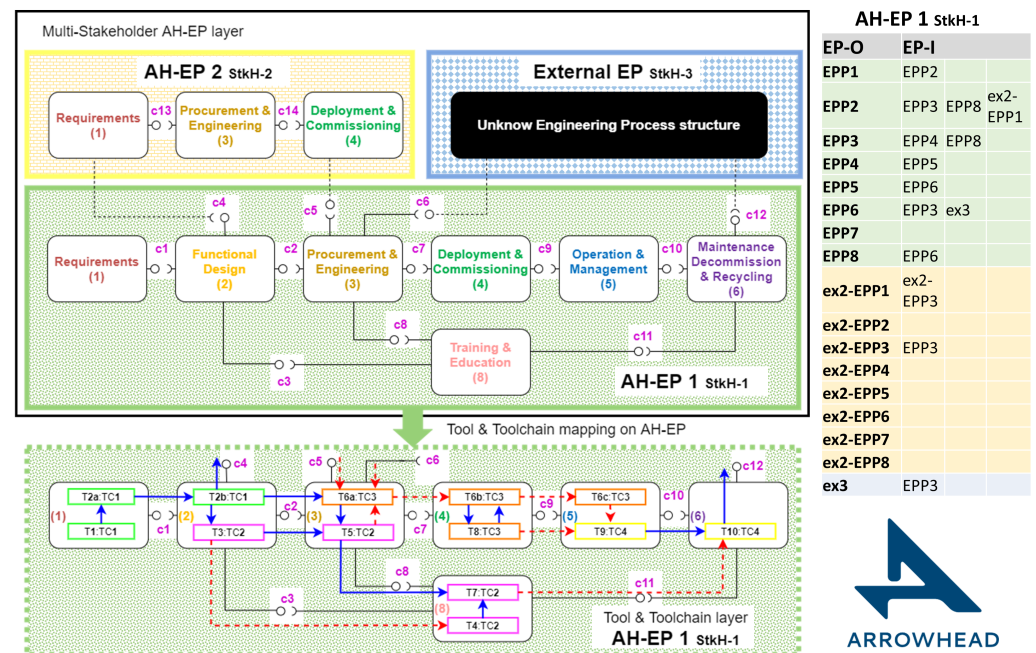 Multi-Stakeholder AH-EP layer
AH-EP 2 StkH-2
Requirements
(1)
c13
Procurement &
Engineering
(3)
c14
Deployment &
Commissioning
(4)
External EP StkH-3
Unknow Engineering Process structure
c4
c5
c6
c12
Requirements
(1)
c1
Functional
Design
(2)
c2
Procurement &
Engineering
(3)
c7
Deployment &
Commissioning
(4)
c9
Operation &
Management
(5)
c10
Maintenance
Decommission
& Recycling
(6)
c8
c3
Training &
Education
(8)
c11
AH-EP 1 StkH-1
Tool & Toolchain mapping on AH-EP
c4
c5
c6
c12
T2a:TC1
T1:TC1
(1)
c1
T2b:TC1
T3:TC2
(2)
c2
T6a:TC3
T5:TC2
(3)
c7
T6b:TC3
T8:TC3
(4)
c9
T6c:TC3
T9:TC4
(5)
c10
T10:TC4
(6)
c8
c3
T7:TC2
T4:TC2
(8)
c11
Tool & Toolchain layer
AH-EP 1 StkH-1
AH-EP 1 StkH-1
EP-O EP-I
EPP1 EPP2
EPP2 EPP3 EPP8 ex2-
EPP1
EPP3 EPP4 EPP8
EPP4 EPP5
EPP5 EPP6
EPP6 EPP3 ex3
EPP7
EPP8 EPP6
ex2-EPP1 ex2-
EPP3
ex2-EPP2
ex2-EPP3 EPP3
ex2-EPP4
ex2-EPP5
ex2-EPP6
ex2-EPP7
ex2-EPP8
ex3 EPP3
ARROWHEAD